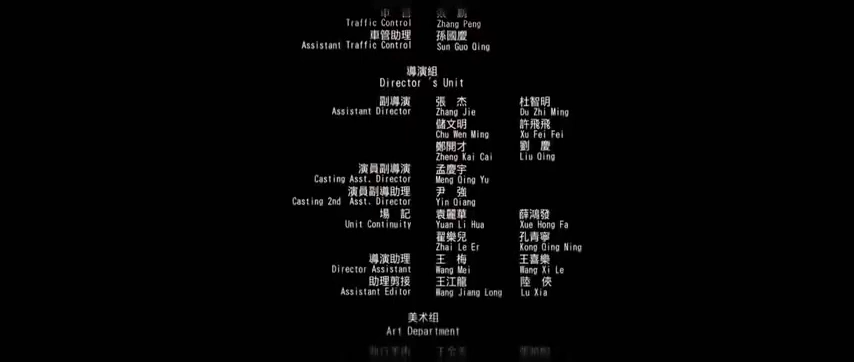 Traffic Control Zhang Peng
車管助理 孫國慶
Assistant Traffic Control Sun Guo Qing
導演組
Director's Unit
副導演 張 杰 杜智明
Assistant Director Zhang Jie Du Zhi Ming
儲文明 許飛飛
Chu Wen Ming Xu Fei Fei
鄭開才 劉 慶
Zheng Kai Cai Liu Qing
演員副導演 孟慶宇
Casting Asst. Director Meng Qing Yu
演員副導助理 尹 強
Casting 2nd Asst. Director Yin Qiang
場 記 袁麗華 薛鴻發
Unit Continuity Yuan Li Hua Xue Hong Fa
翟樂兒 孔青寧
Zhai Le Er Kong Qing Ning
導演助理 王 梅 王喜樂
Director Assistant Wang Mei Wang Xi Le
助理剪接 王江龍 陸 俠
Assistant Editor Wang Jiang Long Lu Xia
美术组
Art Department